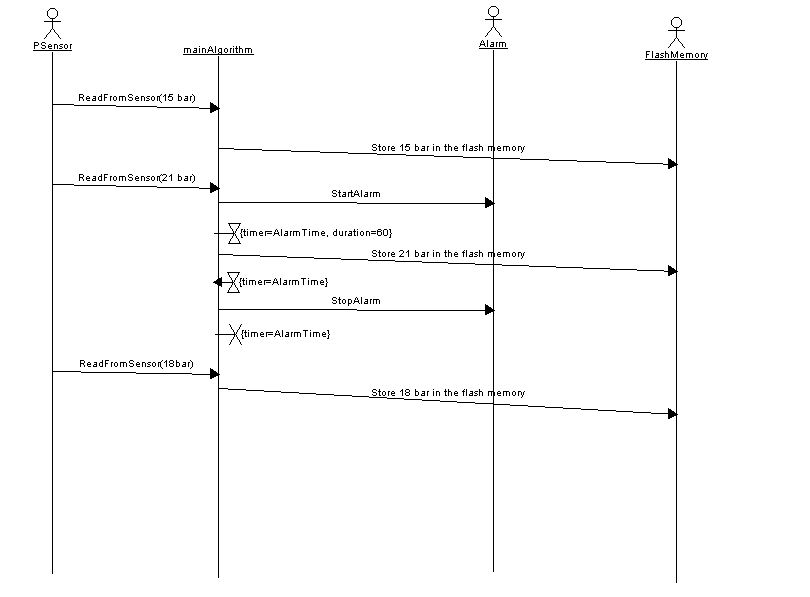 PSensor
mainAlgorithm
Alarm
FlashMemory
ReadFromSensor(15 bar)
Store 15 bar in the flash memory
ReadFromSensor(21 bar)
StartAlarm
{timer=AlarmTime, duration=60}
Store 21 bar in the flash memory
{timer=AlarmTime}
StopAlarm
{timer=AlarmTime}
ReadFromSensor(18bar)
Store 18 bar in the flash memory